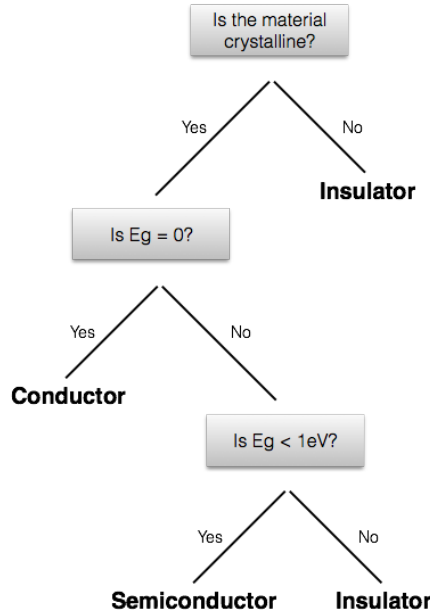 Is the material
crystalline?
Yes
No
Insulator
Is Eg = 0?
Yes
No
Conductor
Is Eg < 1eV?
Yes
No
Semiconductor
Insulator